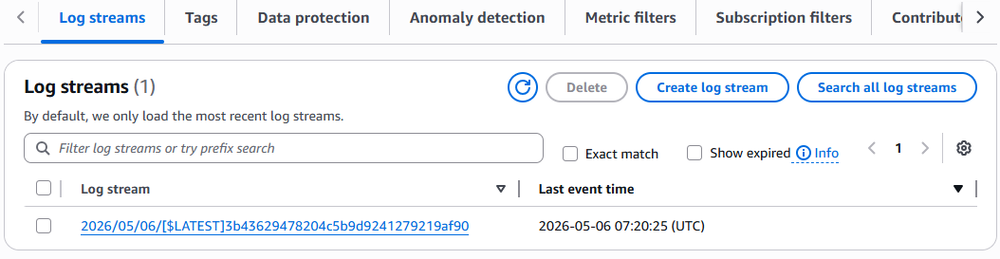 Log streams Tags Data protection Anomaly detection Metric filters Subscription filters Contribut
Log streams (1) Delete Create log stream Search all log streams
By default, we only load the most recent log streams.
Filter log streams or try prefix search Exact match Show expired Info 1
Log stream Last event time
2026/05/06/[$LATEST]3b43629478204c5b9d9241279219af90 2026-05-06 07:20:25 (UTC)